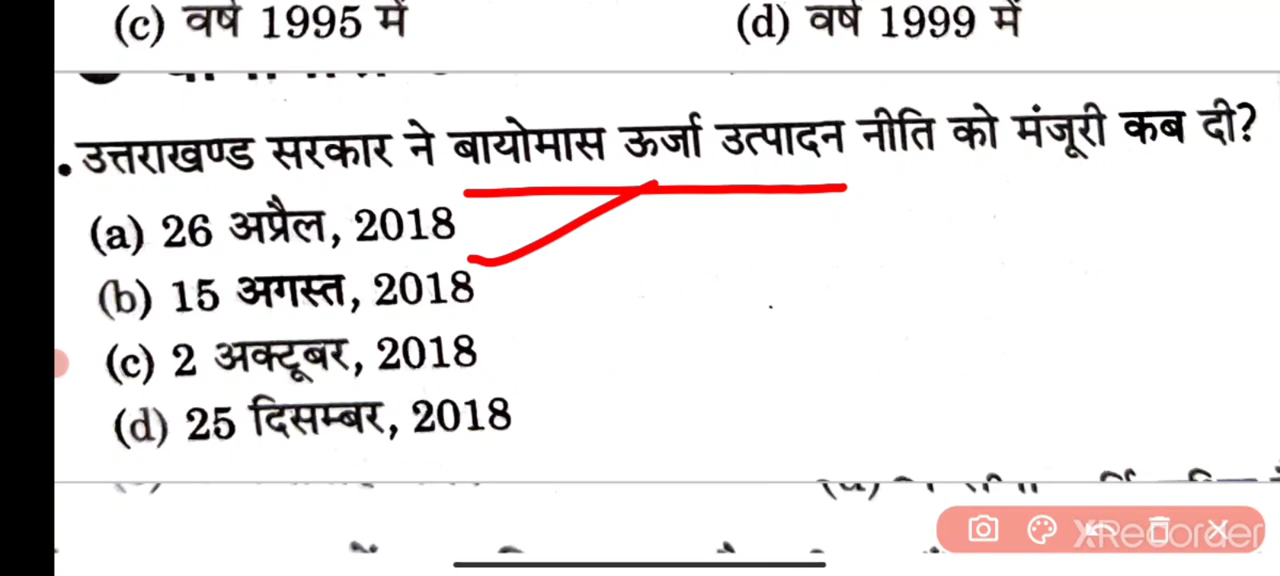 (c) वर्ष 1995 में (d) वर्ष 1999 में
. उत्तराखण्ड सरकार ने बायोमास ऊर्जा उत्पादन नीति को मंजूरी कब दी?
(a) 26 अप्रैल, 2018
(b) 15 अगस्त, 2018
(c) 2 अक्टूबर, 2018
(d) 25 दिसम्बर, 2018
XRecorder